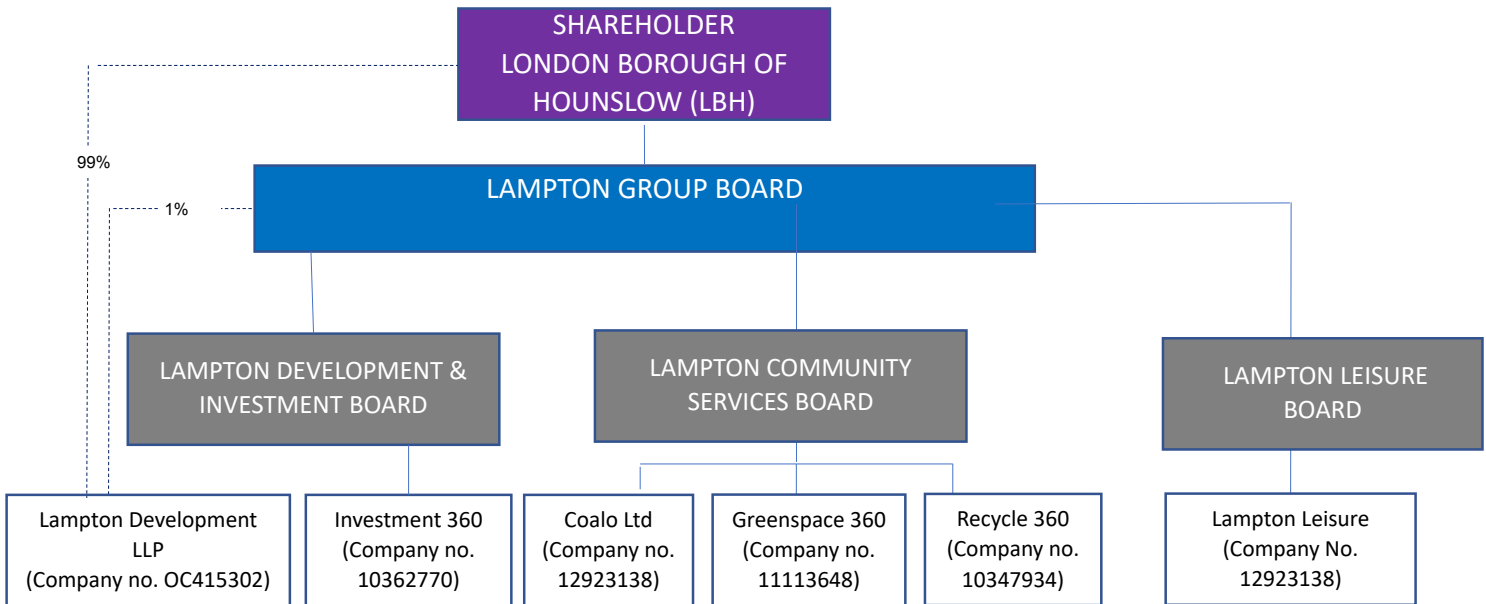 SHAREHOLDER
LONDON BOROUGH OF
HOUNSLOW (LBH)
99%
LAMPTON GROUP BOARD
1%
LAMPTON DEVELOPMENT &
INVESTMENT BOARD
LAMPTON COMMUNITY
SERVICES BOARD
LAMPTON LEISURE
BOARD
Lampton Development
LLP
(Company no. OC415302)
Investment 360
(Company no.
10362770)
Coalo Ltd
(Company no.
12923138)
Greenspace 360
(Company no.
11113648)
Recycle 360
(Company no.
10347934)
Lampton Leisure
(Company No.
12923138)